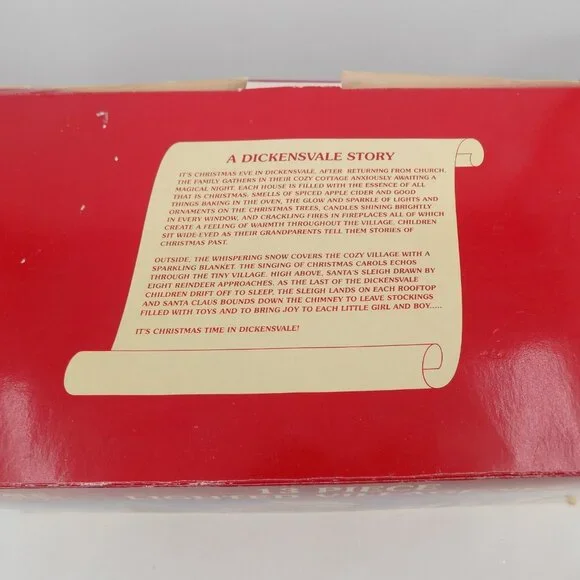 A DICKENSVALE STORY
IT'S CHRISTMAS EVE IN DICKENSVALE, AFTER RETURNING FROM CHURCH,
THE FAMILY GATHERS IN THEIR COZY COTTAGE ANXIOUSLY AWAITING A
MAGICAL NIGHT. EACH HOUSE IS FILLED WITH THE ESSENCE OF ALL
THAT IS CHRISTMAS. SMELLS OF SPICED APPLE CIDER AND GOOD
THINGS BAKING IN THE OVEN, THE GLOW AND SPARKLE OF LIGHTS AND
ORNAMENTS ON THE CHRISTMAS TREES, CANDLES SHINING BRIGHTLY
IN EVERY WINDOW, AND CRACKLING FIRES IN FIREPLACES ALL OF WHICH
CREATE A FEELING OF WARMTH THROUGHOUT THE VILLAGE. CHILDREN
SIT WIDE-EYED AS THEIR GRANDPARENTS TELL THEM STORIES OF
CHRISTMAS PAST.
OUTSIDE, THE WHISPERING SNOW COVERS THE COZY VILLAGE WITH A
SPARKLING BLANKET. THE SINGING OF CHRISTMAS CAROLS ECHOS
THROUGH THE TINY VILLAGE. HIGH ABOVE, SANTA'S SLEIGH DRAWN BY
EIGHT REINDEER APPROACHES. AS THE LAST OF THE DICKENSVALE
CHILDREN DRIFT OFF TO SLEEP, THE SLEIGH LANDS ON EACH ROOFTOP
AND SANTA CLAUS BOUNDS DOWN THE CHIMNEY TO LEAVE STOCKINGS
FILLED WITH TOYS AND TO BRING JOY TO EACH LITTLE GIRL AND BOY.....
IT'S CHRISTMAS TIME IN DICKENSVALE!
13 PIECE